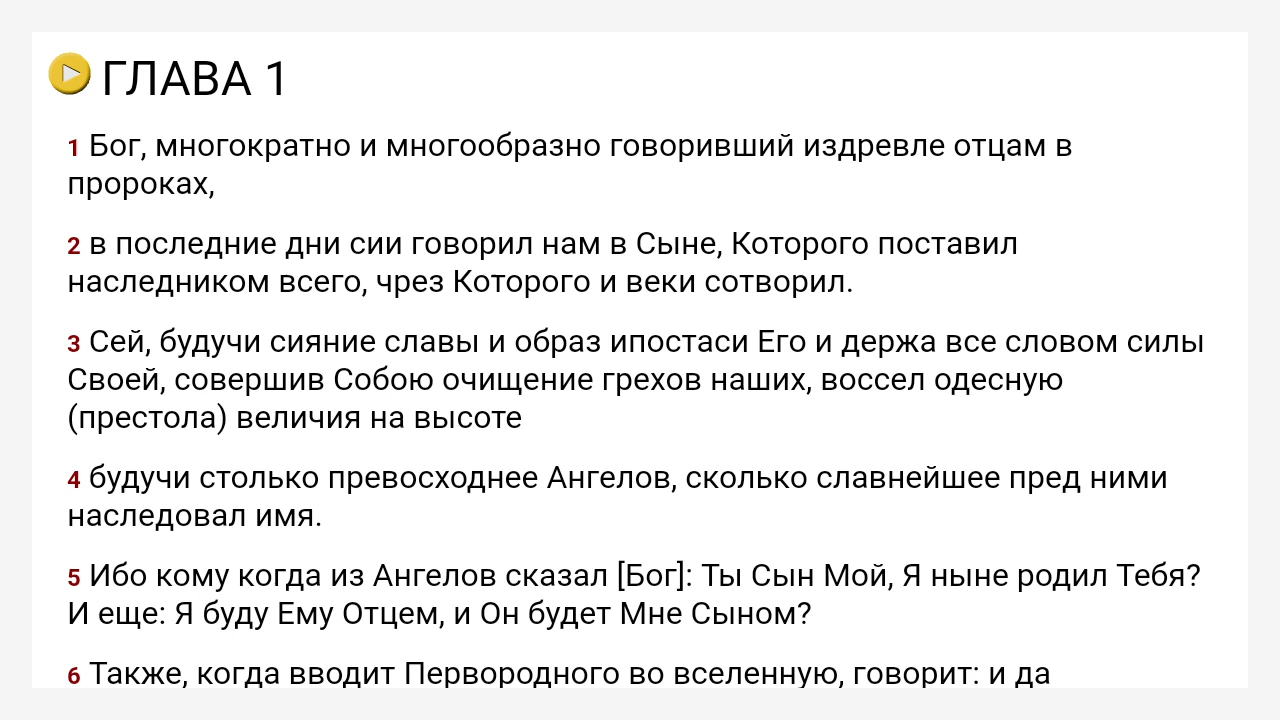 ГЛАВА 1
1 Бог, многократно и многообразно говоривший издревле отцам в
пророках,
2 в последние дни сии говорил нам в Сыне, Которого поставил
наследником всего, чрез Которого и веки сотворил.
3 Сей, будучи сияние славы и образ ипостаси Его и держа все словом силы
Своей, совершив Собою очищение грехов наших, воссел одесную
(престола) величия на высоте
4 будучи столько превосходнее Ангелов, сколько славнейшее пред ними
наследовал имя.
5 Ибо кому когда из Ангелов сказал [Бог]: Ты Сын Мой, Я ныне родил Тебя?
И еще: Я буду Ему Отцем, и Он будет Мне Сыном?
6 Также, когда вводит Первородного во вселенную, говорит: и да